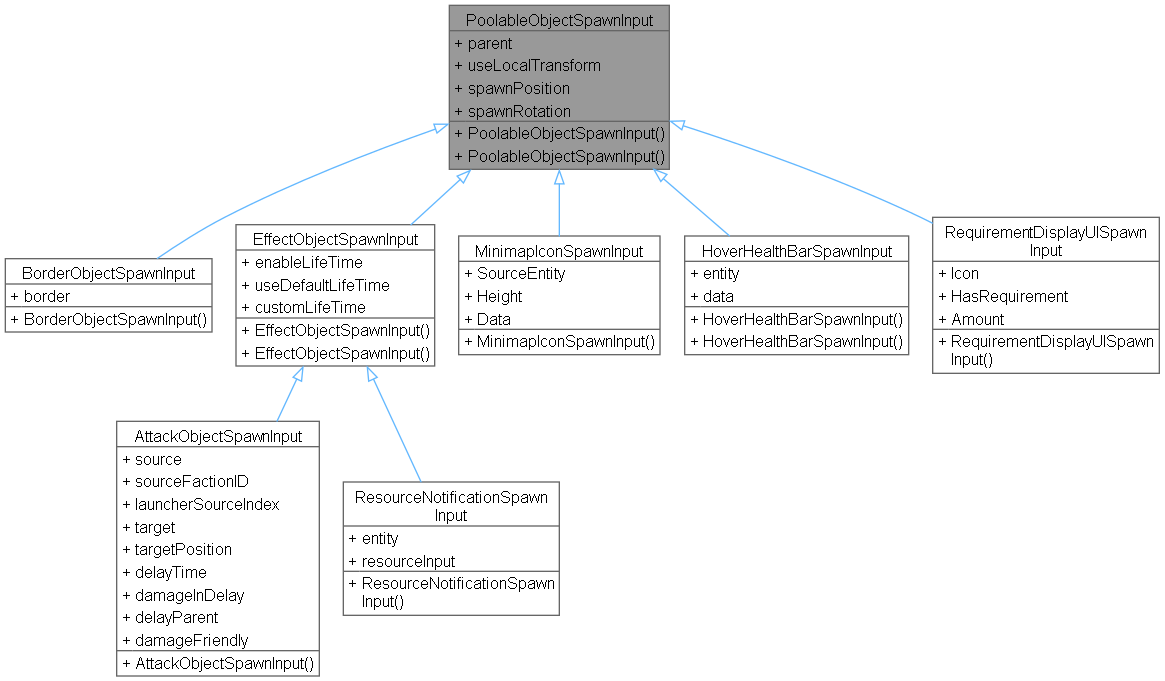 PoolableObjectSpawnInput
+ parent
+ useLocalTransform
+ spawnPosition
+ spawnRotation
+ PoolableObjectSpawnInput()
+ PoolableObjectSpawnInput()
BorderObjectSpawnInput
+ border
+ BorderObjectSpawnInput()
EffectObjectSpawnInput
+ enableLifeTime
+ useDefaultLifeTime
+ customLifeTime
+ EffectObjectSpawnInput()
+ EffectObjectSpawnInput()
MinimapIconSpawnInput
+ SourceEntity
+ Height
+ Data
+ MinimapIconSpawnInput()
HoverHealthBarSpawnInput
+ entity
+ data
+ HoverHealthBarSpawnInput()
+ HoverHealthBarSpawnInput()
RequirementDisplayUISpawn
Input
+ Icon
+ HasRequirement
+ Amount
+ RequirementDisplayUISpawn
Input()
AttackObjectSpawnInput
+ source
+ sourceFactionID
+ launcherSourceIndex
+ target
+ targetPosition
+ delayTime
+ damageInDelay
+ delayParent
+ damageFriendly
+ AttackObjectSpawnInput()
ResourceNotificationSpawn
Input
+ entity
+ resourceInput
+ ResourceNotificationSpawn
Input()